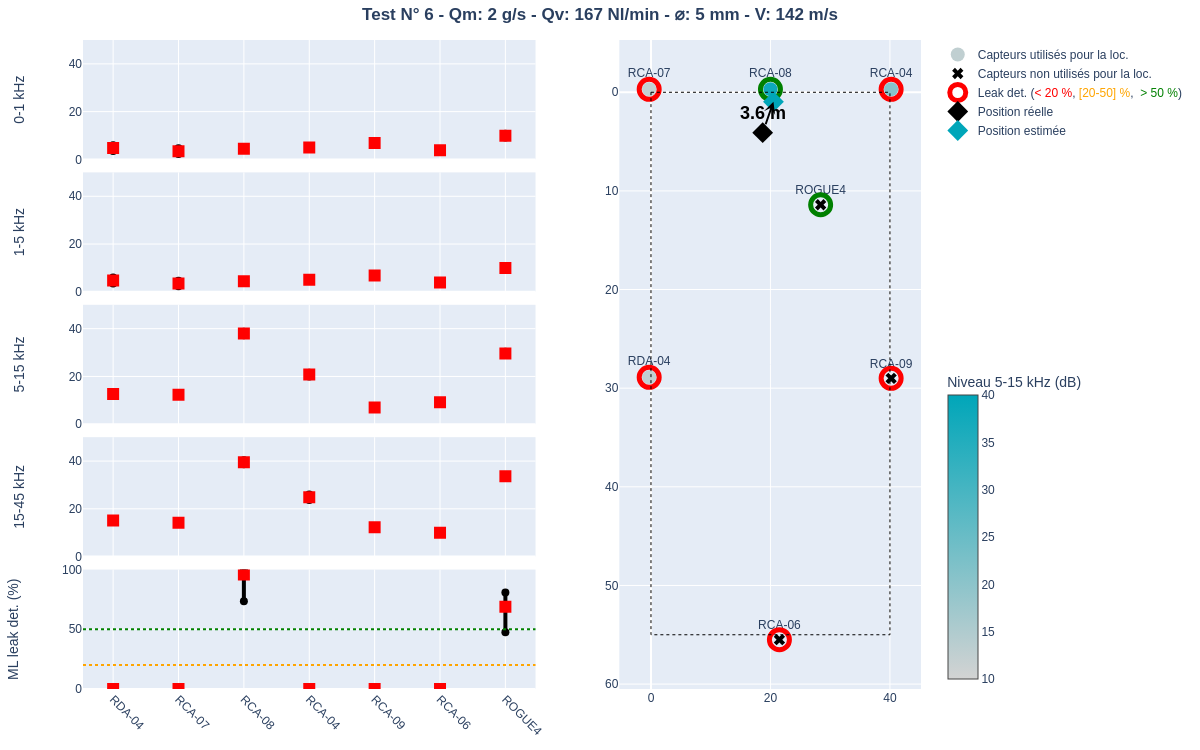 Test N° 6 - Qm: 2 g/s - Qv: 167 Nl/min - ⌀: 5 mm - V: 142 m/s
0-1 kHz
40
20
0
1-5 kHz
40
20
0
5-15 kHz
40
20
0
15-45 kHz
40
20
0
ML leak det. (%)
100
50
0
RDA-04
RCA-07
RCA-08
RCA-04
RCA-09
RCA-06
ROGUE4
RCA-07
RCA-08
RCA-04
3.6 m
ROGUE4
RDA-04
RCA-09
RCA-06
0
10
20
30
40
50
60
0
20
40
Capteurs utilisés pour la loc.
Capteurs non utilisés pour la loc.
Leak det. (< 20 %, [20-50] %, > 50 %)
Position réelle
Position estimée
Niveau 5-15 kHz (dB)
40
35
30
25
20
15
10